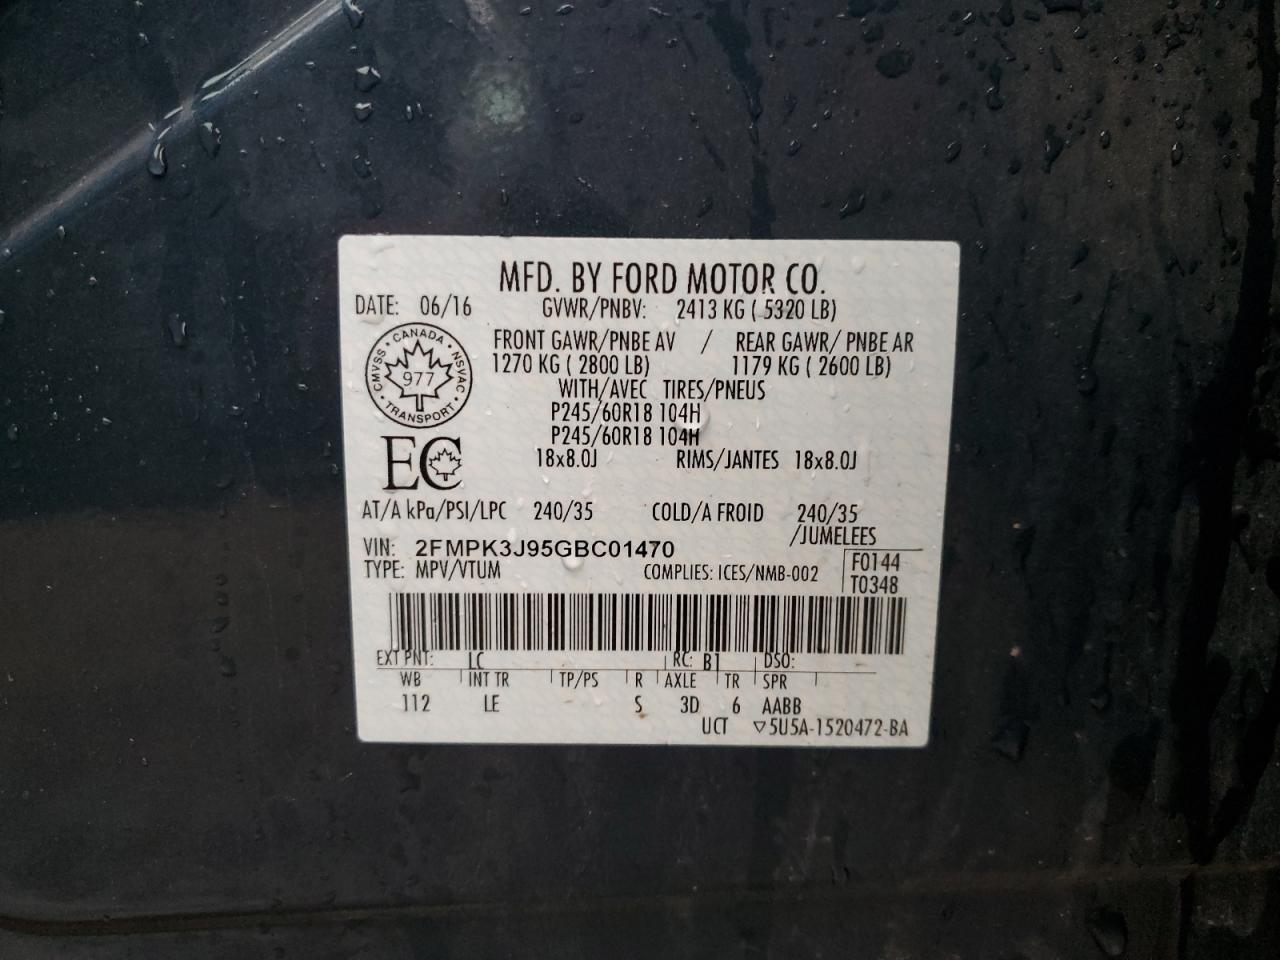 MFD. BY FORD MOTOR CO.
DATE: 06/16 GVWR/PNBV: 2413 KG ( 5320 LB)
FRONT GAWR/PNBE AV / REAR GAWR/ PNBE AR
1270 KG ( 2800 LB) 1179 KG ( 2600 LB)
CANADA NSVAC TRANSPORT CMVSS
977
WITH/AVEC TIRES/PNEUS
P245/60R18 104H
P245/60R18 104H
EC
18x8.0J RIMS/JANTES 18x8.0J
AT/A kPa/PSI/LPC 240/35 COLD/A FROID 240/35
/JUMELEES
VIN: 2FMPK3J95GBC01470
TYPE: MPV/VTUM COMPLIES: ICES/NMB-002
F0144
T0348
EXT PNT: LC RC: B1 DSO:
WB INT TR TP/PS R AXLE TR SPR
112 LE S 3D 6 AABB
UCT ▽5U5A-1520472-BA